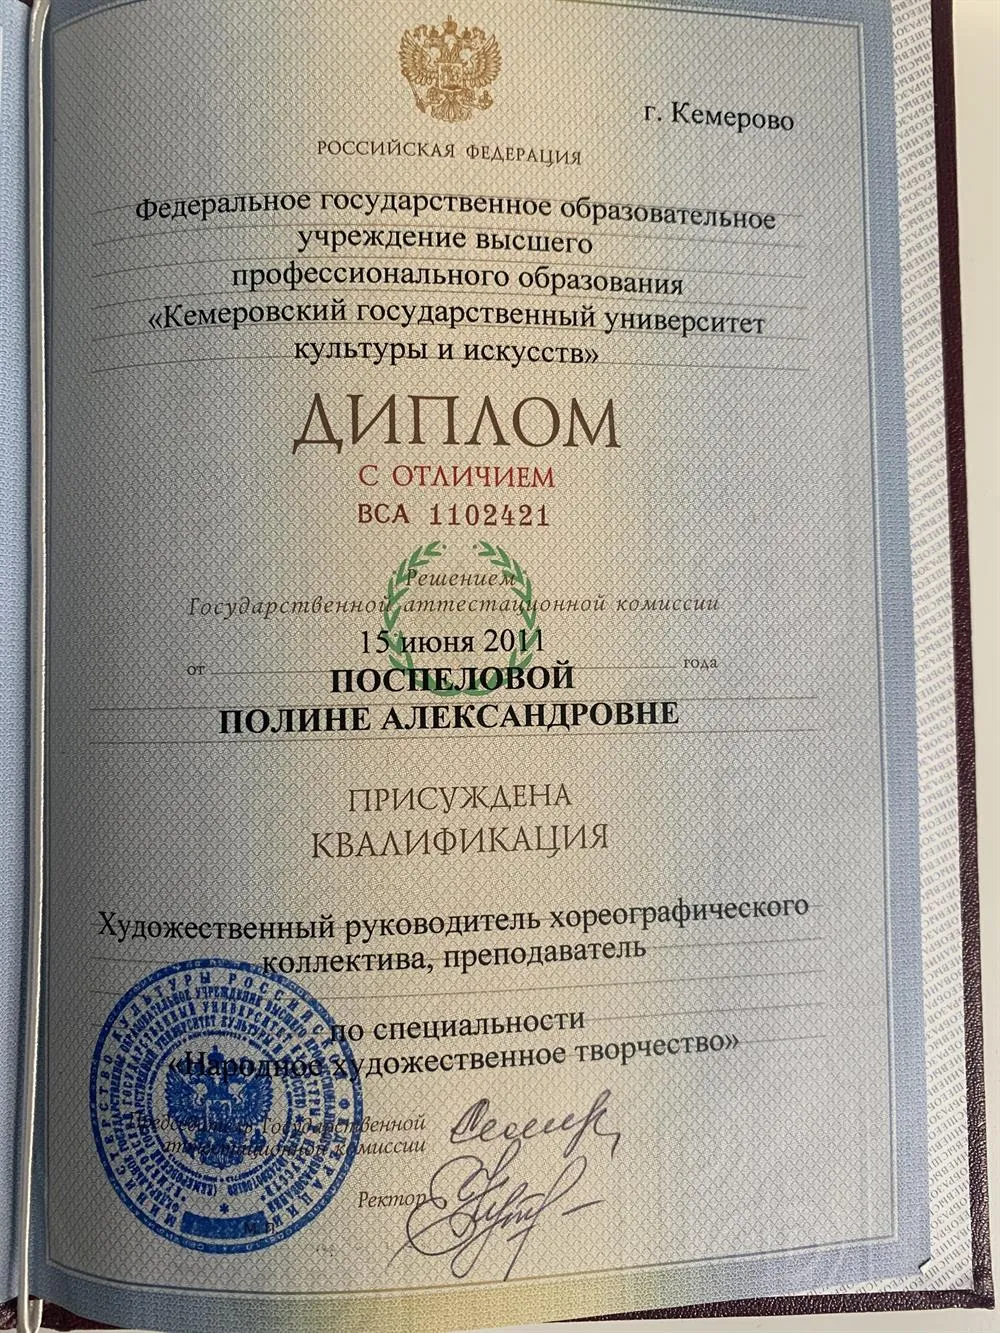 г. Кемерово
РОССИЙСКАЯ ФЕДЕРАЦИЯ
Федеральное государственное образовательное
учреждение высшего
профессионального образования
«Кемеровский государственный университет
культуры и искусств»
ДИПЛОМ
С ОТЛИЧИЕМ
ВСА 1102421
Решением
Государственной аттестационной комиссии
15 июня 2011
от года
ПОСПЕЛОВОЙ
ПОЛИНЕ АЛЕКСАНДРОВНЕ
ПРИСУЖДЕНА
КВАЛИФИКАЦИЯ
Художественный руководитель хореографического
коллектива, преподаватель
по специальности
«Народное художественное творчество»
Председатель Государственной
аттестационной комиссии
Ректор
М.П.